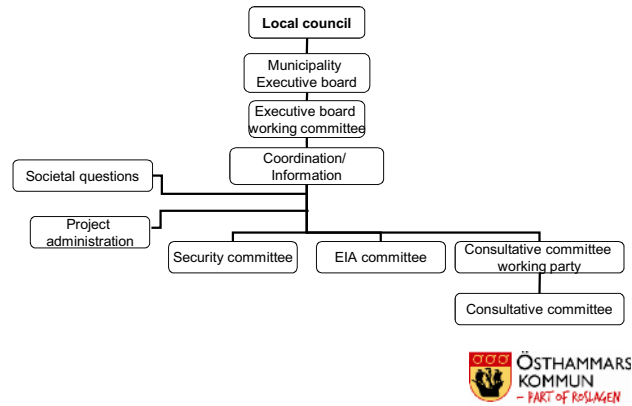 Local council
Municipality
Executive board
Executive board
working committee
Coordination/
Information
Societal questions
Project
administration
Security committee
EIA committee
Consultative committee
working party
Consultative committee
ÖSTHAMMARS
KOMMUN
– PART OF ROSLAGEN